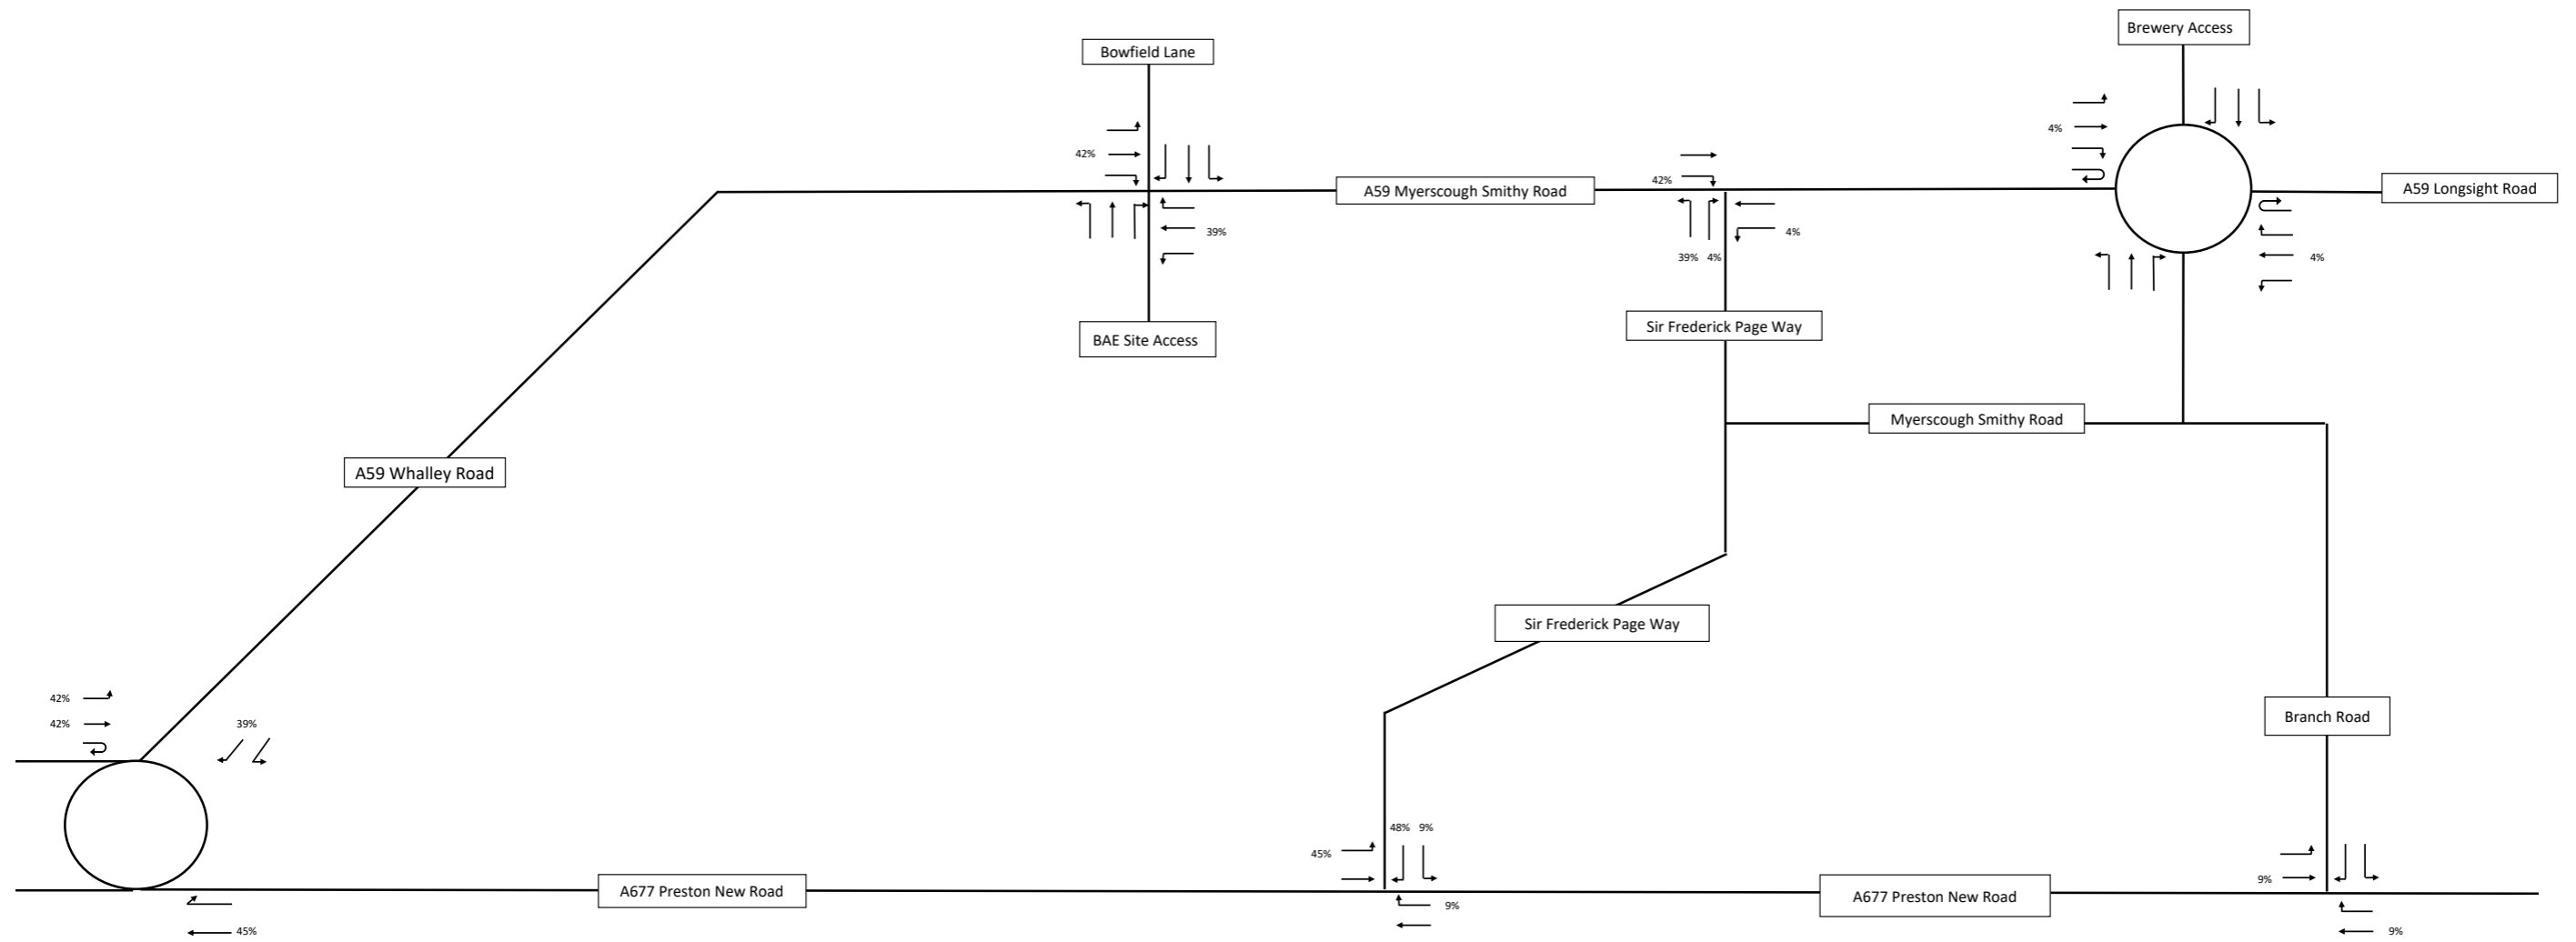 Brewery Access
Bowfield Lane
4%
42%
A59 Myerscough Smithy Road
42%
A59 Longsight Road
39%
4%
39% 4%
4%
Sir Frederick Page Way
BAE Site Access
Myerscough Smithy Road
A59 Whalley Road
Sir Frederick Page Way
42%
42%
39%
Branch Road
48% 9%
45%
9%
A677 Preston New Road
A677 Preston New Road
9%
45%
9%